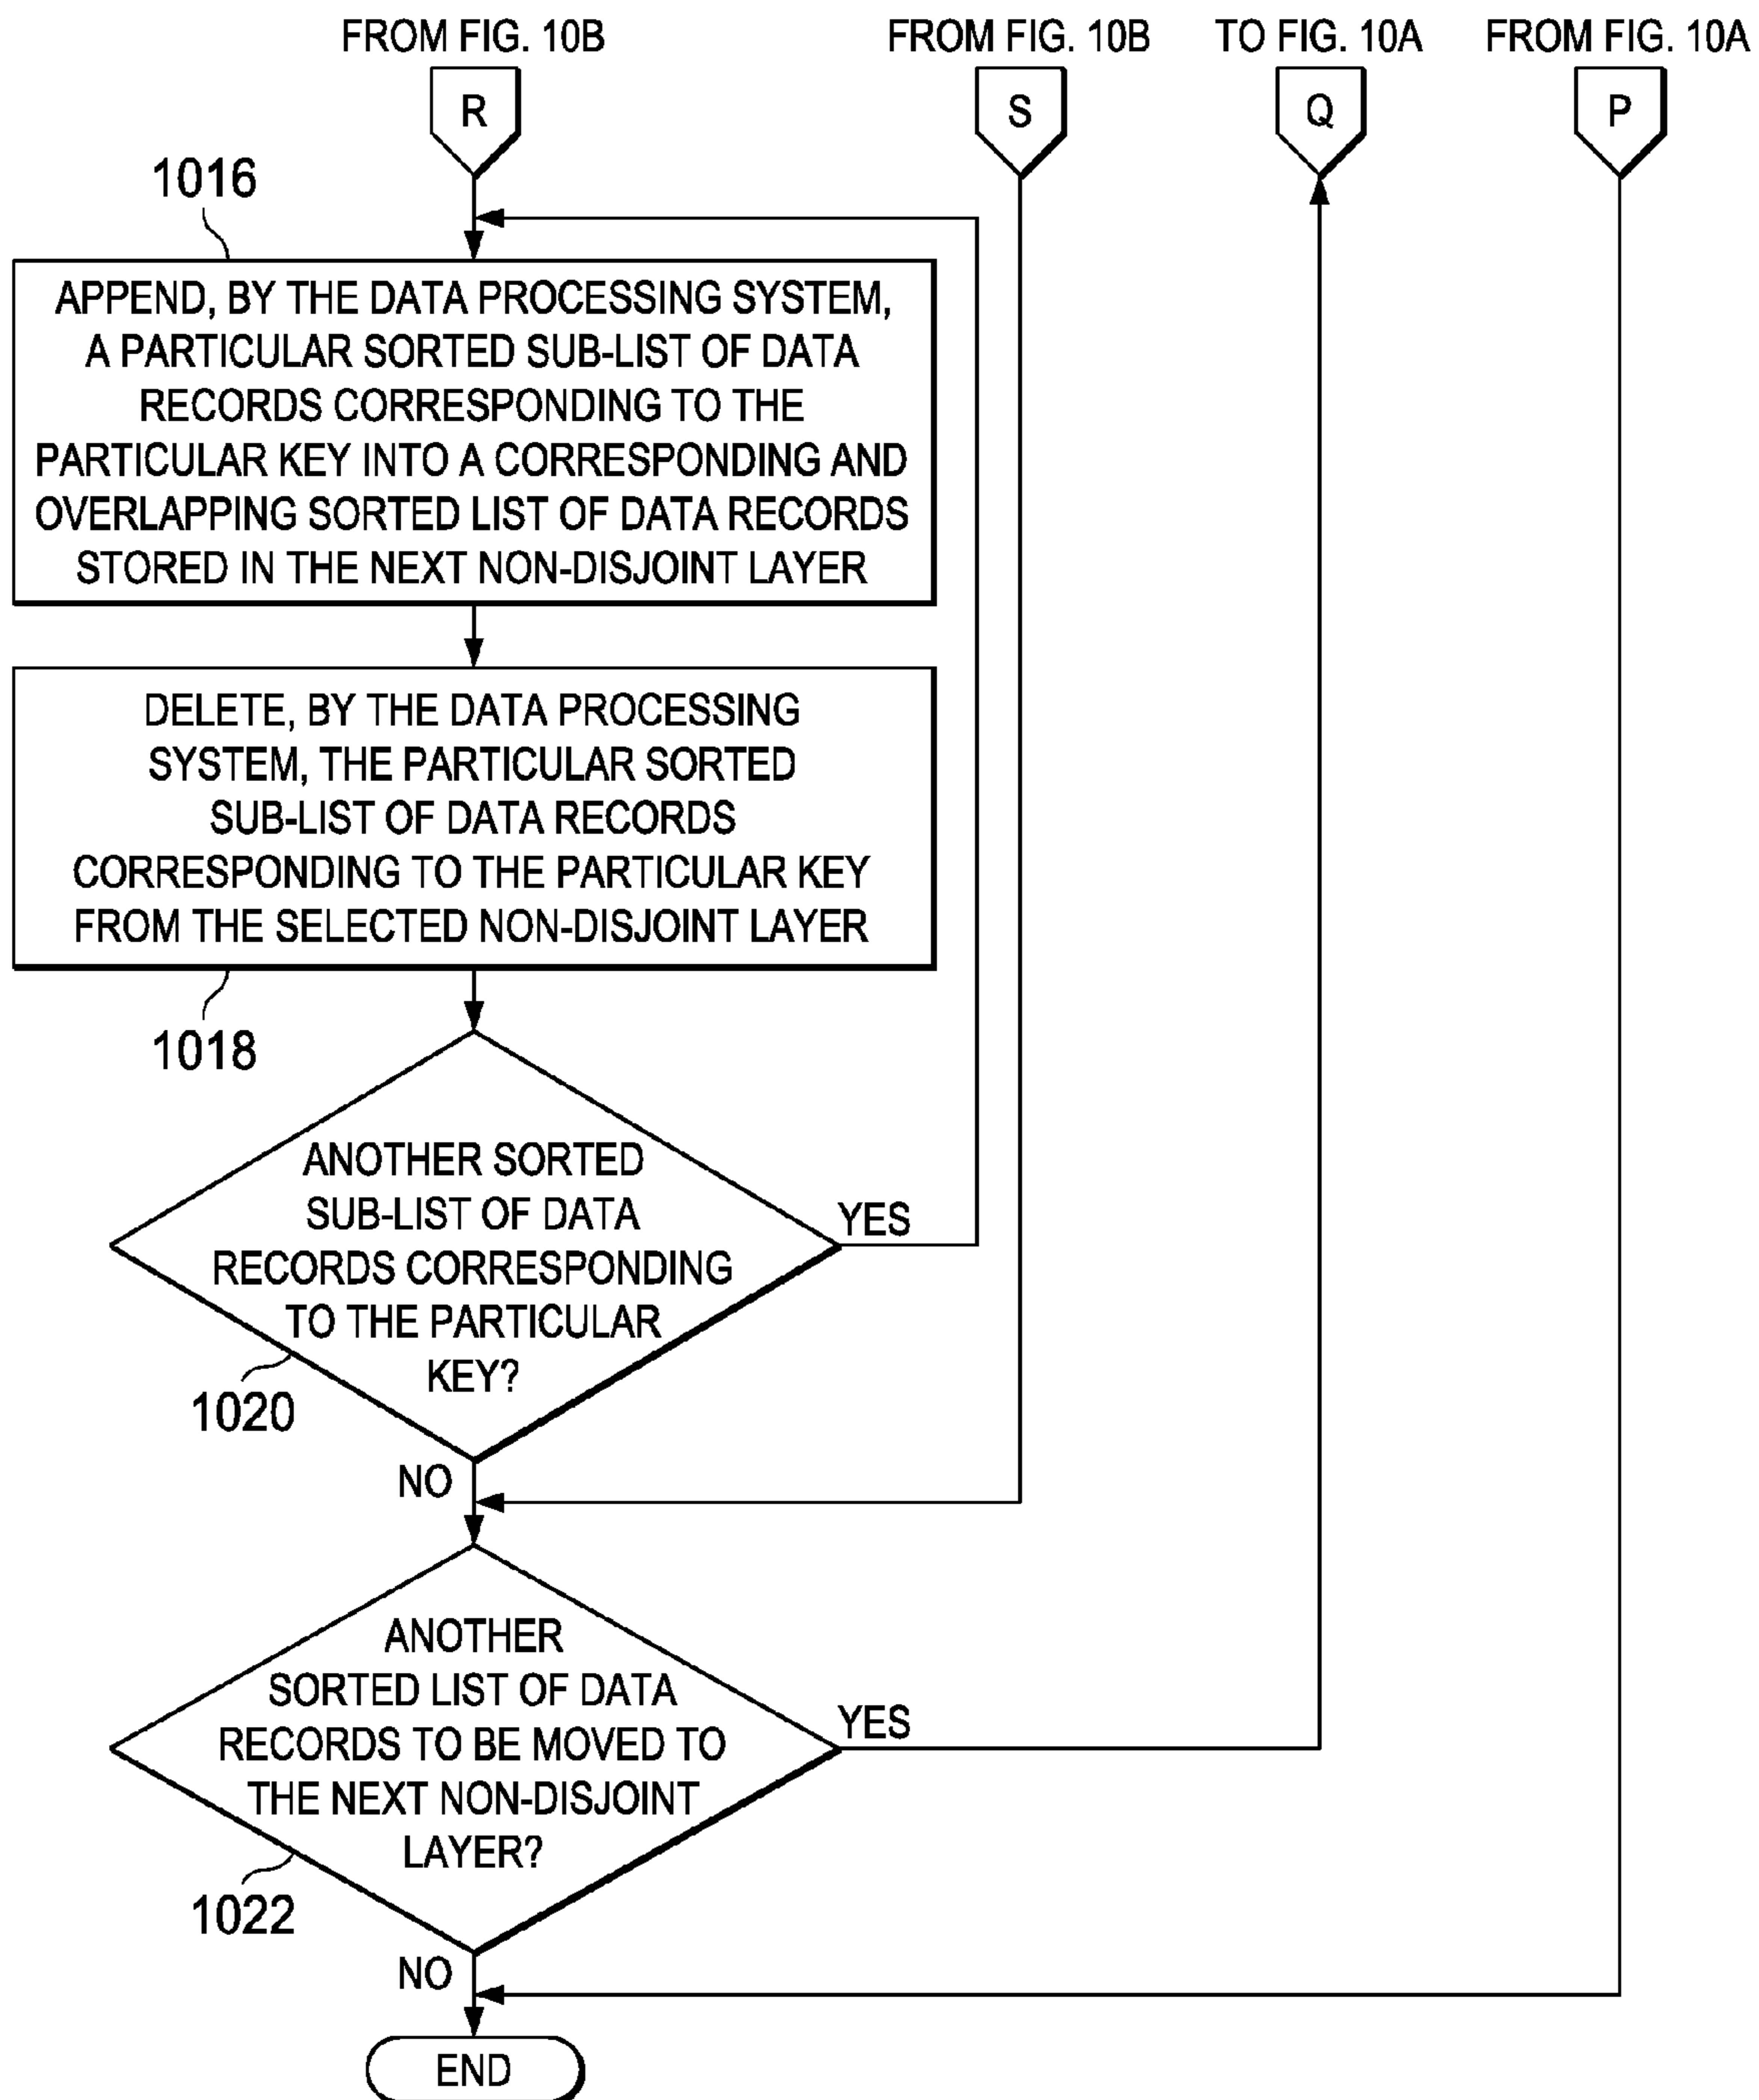 FROM FIG. 10B
FROM FIG. 10B
TO FIG. 10A
FROM FIG. 10A
R
S
Q
P
1016
APPEND, BY THE DATA PROCESSING SYSTEM,
A PARTICULAR SORTED SUB-LIST OF DATA
RECORDS CORRESPONDING TO THE
PARTICULAR KEY INTO A CORRESPONDING AND
OVERLAPPING SORTED LIST OF DATA RECORDS
STORED IN THE NEXT NON-DISJOINT LAYER
DELETE, BY THE DATA PROCESSING
SYSTEM, THE PARTICULAR SORTED
SUB-LIST OF DATA RECORDS
CORRESPONDING TO THE PARTICULAR KEY
FROM THE SELECTED NON-DISJOINT LAYER
1018
ANOTHER SORTED
SUB-LIST OF DATA
RECORDS CORRESPONDING
TO THE PARTICULAR
KEY?
YES
1020
NO
ANOTHER
SORTED LIST OF DATA
RECORDS TO BE MOVED TO
THE NEXT NON-DISJOINT
LAYER?
YES
1022
NO
END